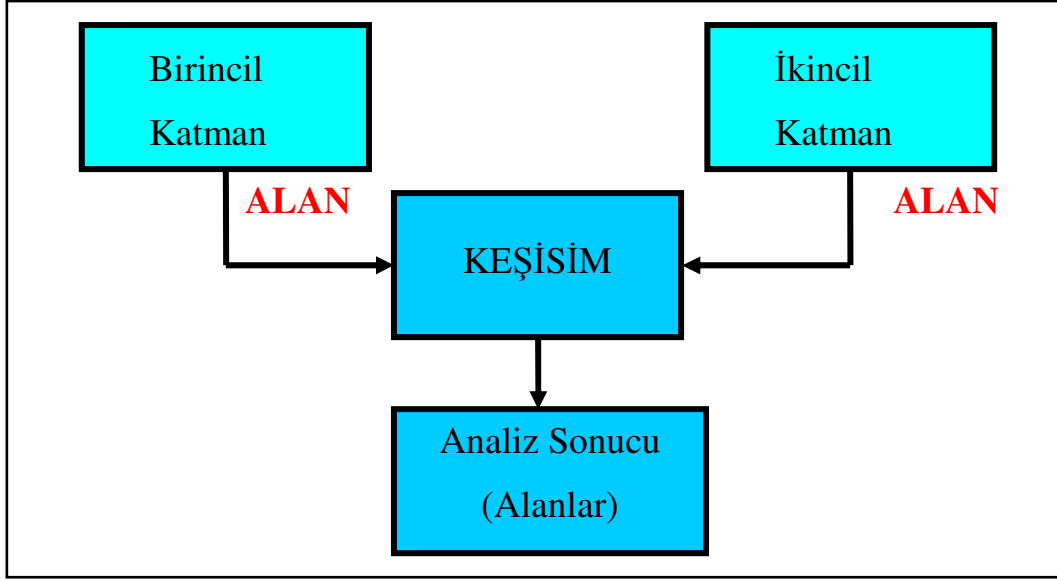 Birincil
Katman
İkincil
Katman
ALAN
ALAN
KEŞİSİM
Analiz Sonucu
(Alanlar)